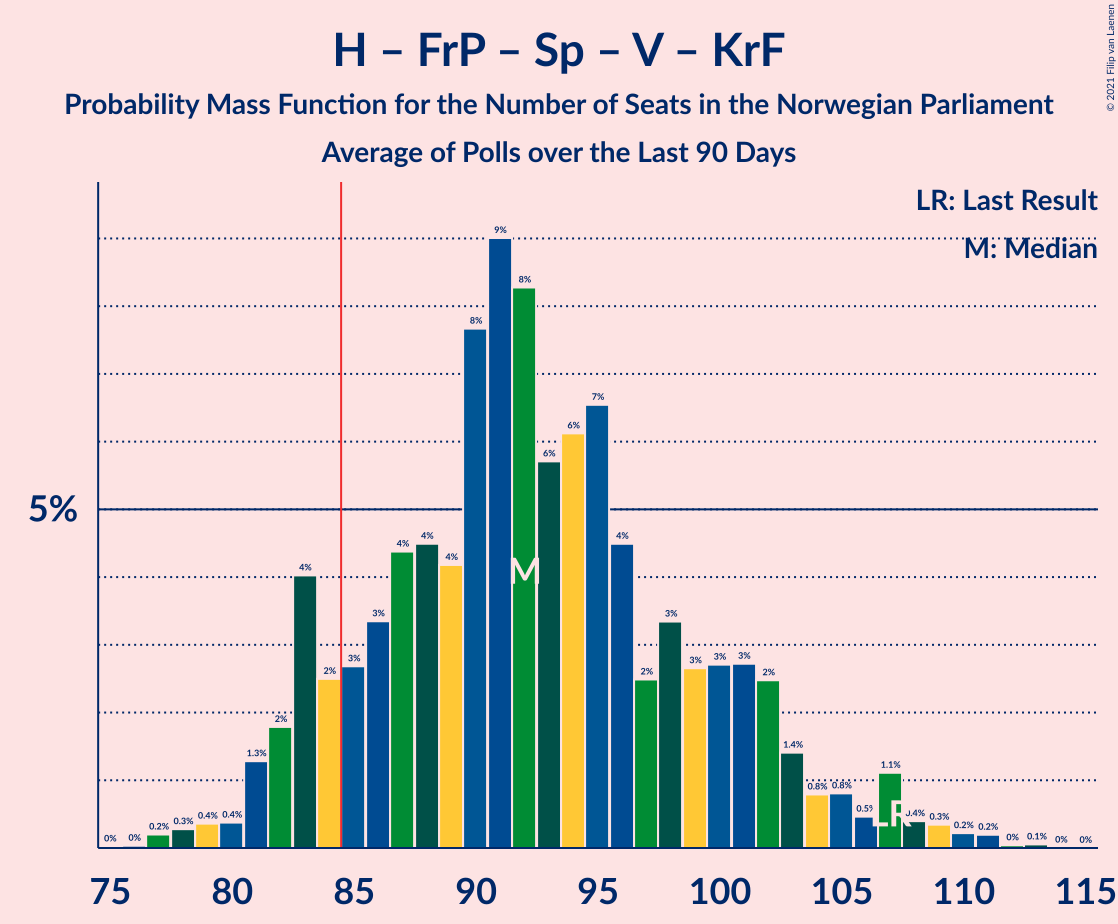 H – FrP – Sp – V – KrF
Probability Mass Function for the Number of Seats in the Norwegian Parliament
Average of Polls over the Last 90 Days
© 2021 Filip van Laenen
LR: Last Result
M: Median
5%
0% 0% 0.2% 0.3% 0.4% 0.4% 1.3% 2% 4% 2% 3% 3% 4% 4% 4% 8% 9% 8% 6% 6% 7% 4% 2% 3% 3% 3% 3% 2% 1.4% 0.8% 0.8% 0.5% 1.1% 0.4% 0.3% 0.2% 0.2% 0% 0.1% 0% 0%
M
LR
75 80 85 90 95 100 105 110 115